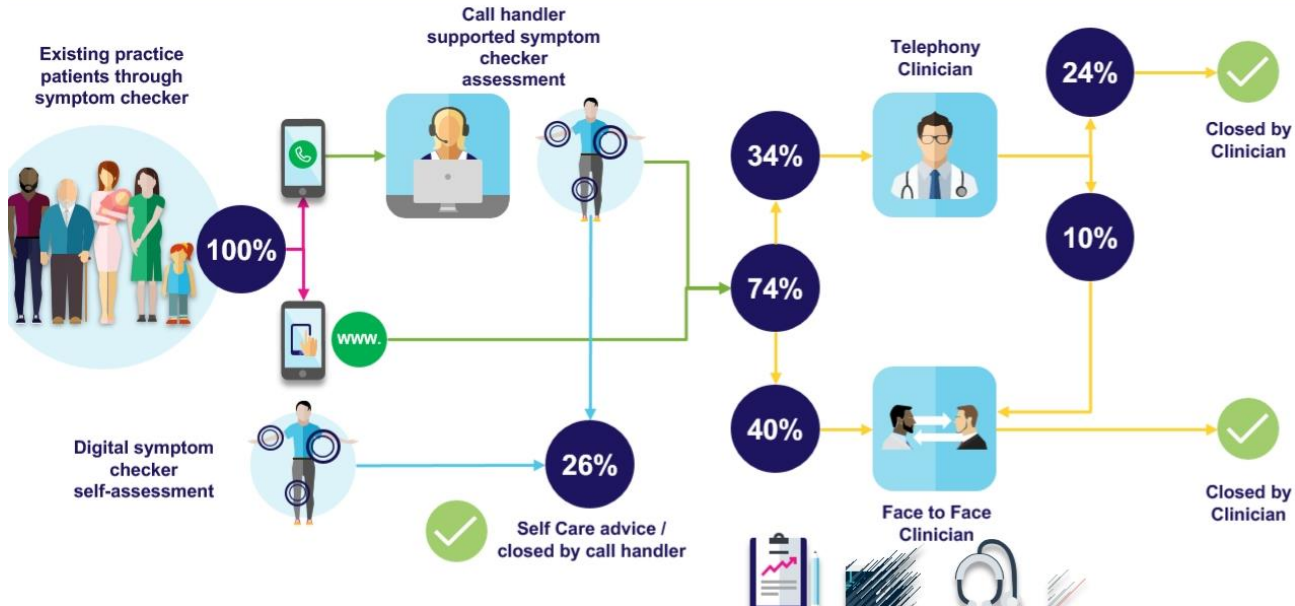 Existing practice
patients through
symptom checker
100%
Call handler
supported symptom
checker
assessment
www.
Digital symptom
checker
self-assessment
26%
Self Care advice /
closed by call handler
34%
74%
40%
Telephony
Clinician
24%
Closed by
Clinician
10%
Face to Face
Clinician
Closed by
Clinician